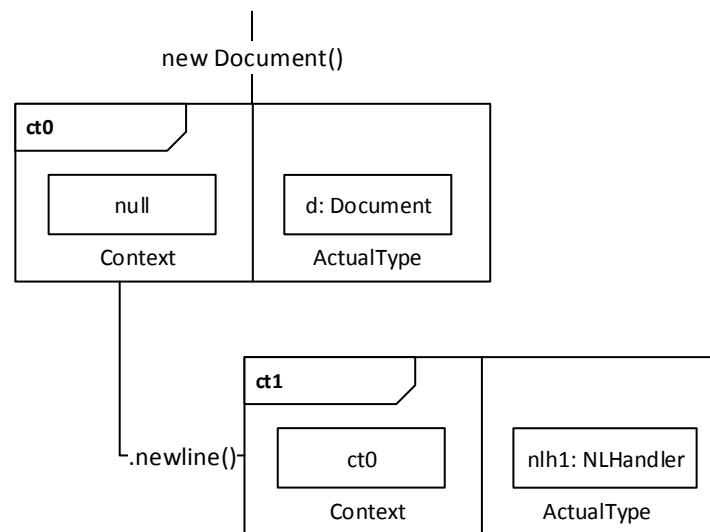 new Document()
ct0
null
d: Document
Context
ActualType
ct1
.newline()
ct0
nlh1: NLHandler
Context
ActualType